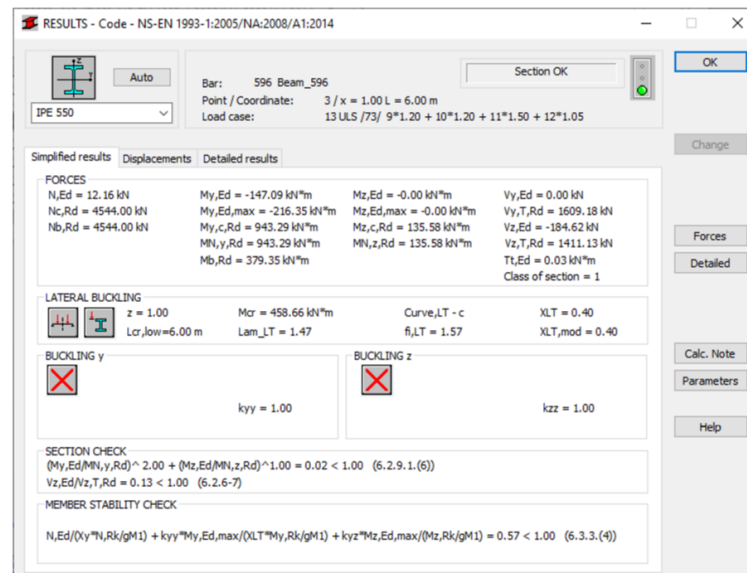 RESULTS - Code - NS-EN 1993-1:2005/NA:2008/A1:2014
Auto
IPE 550
Bar: 596 Beam_596
Point / Coordinate: 3 / x = 1.00 L = 6.00 m
Load case: 13 ULS /73/ 9*1.20 + 10*1.20 + 11*1.50 + 12*1.05
Section OK
OK
Change
Forces
Detailed
Calc. Note
Parameters
Help
Simplified results Displacements Detailed results
FORCES
N,Ed = 12.16 kN My,Ed = -147.09 kN*m Mz,Ed = -0.00 kN*m Vy,Ed = 0.00 kN
Nc,Rd = 4544.00 kN My,Ed,max = -216.35 kN*m Mz,Ed,max = -0.00 kN*m Vy,T,Rd = 1609.18 kN
Nb,Rd = 4544.00 kN My,c,Rd = 943.29 kN*m Mz,c,Rd = 135.58 kN*m Vz,Ed = -184.62 kN
MN,y,Rd = 943.29 kN*m MN,z,Rd = 135.58 kN*m Vz,T,Rd = 1411.13 kN
Mb,Rd = 379.35 kN*m Tt,Ed = 0.03 kN*m
Class of section = 1
LATERAL BUCKLING
z = 1.00 Mcr = 458.66 kN*m Curve,LT - c XLT = 0.40
Lcr,low=6.00 m Lam_LT = 1.47 fi,LT = 1.57 XLT,mod = 0.40
BUCKLING y BUCKLING z
kyy = 1.00 kzz = 1.00
SECTION CHECK
(My,Ed/MN,y,Rd)^ 2.00 + (Mz,Ed/MN,z,Rd)^1.00 = 0.02 < 1.00 (6.2.9.1.(6))
Vz,Ed/Vz,T,Rd = 0.13 < 1.00 (6.2.6-7)
MEMBER STABILITY CHECK
N,Ed/(Xy*N,Rk/gM1) + kyy*My,Ed,max/(XLT*My,Rk/gM1) + kyz*Mz,Ed,max/(Mz,Rk/gM1) = 0.57 < 1.00 (6.3.3.(4))